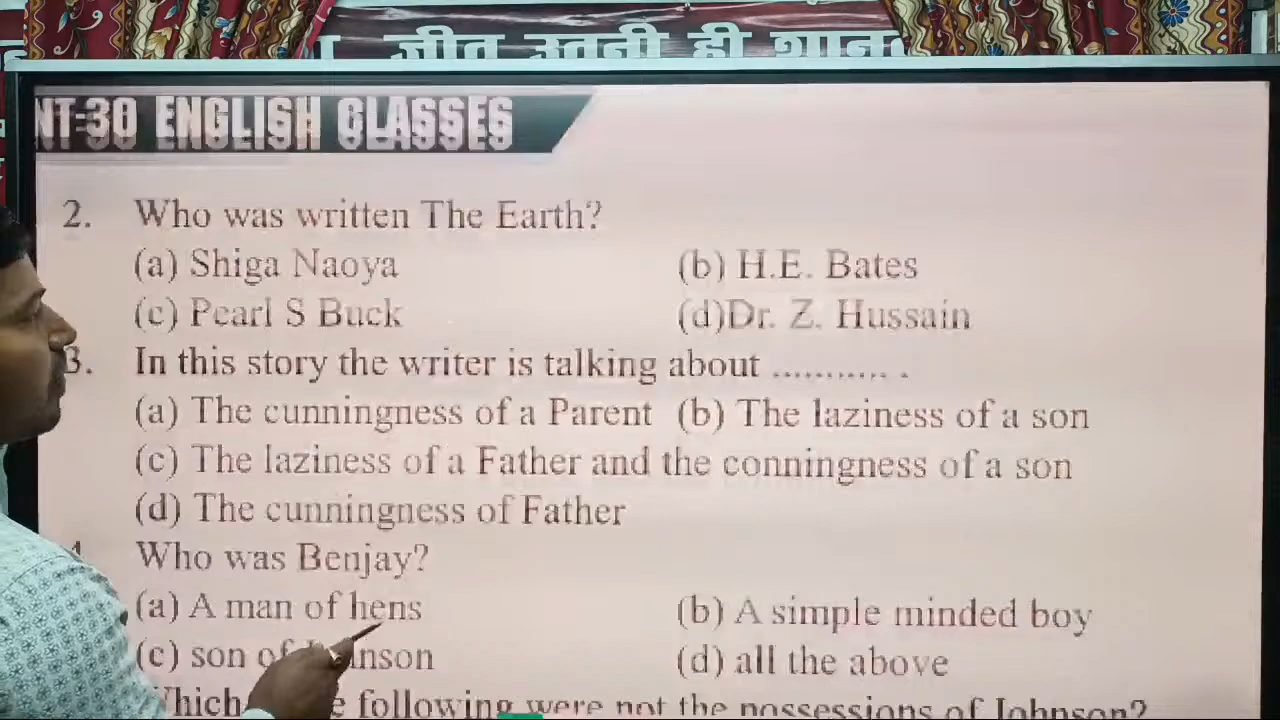 जीत उतनी ही शान
NT-30 ENGLISH CLASSES
2. Who was written The Earth?
(a) Shiga Naoya (b) H.E. Bates
(c) Pearl S Buck (d)Dr. Z. Hussain
3. In this story the writer is talking about ........... .
(a) The cunningness of a Parent (b) The laziness of a son
(c) The laziness of a Father and the conningness of a son
(d) The cunningness of Father
Who was Benjay?
(a) A man of hens (b) A simple minded boy
(c) son of (d) all the above
following were not the possessions of Johnson?